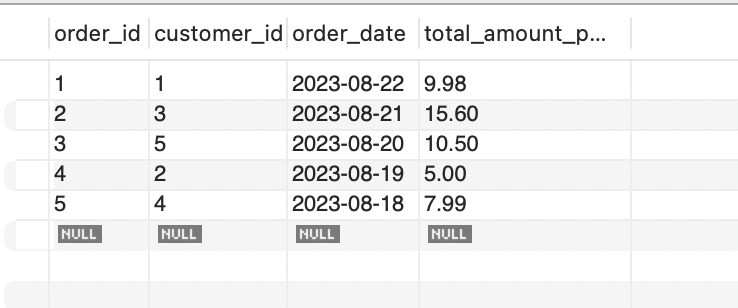 order_id customer_id order_date total_amount_p...
1 1 2023-08-22 9.98
2 3 2023-08-21 15.60
3 5 2023-08-20 10.50
4 2 2023-08-19 5.00
5 4 2023-08-18 7.99
NULL NULL NULL NULL